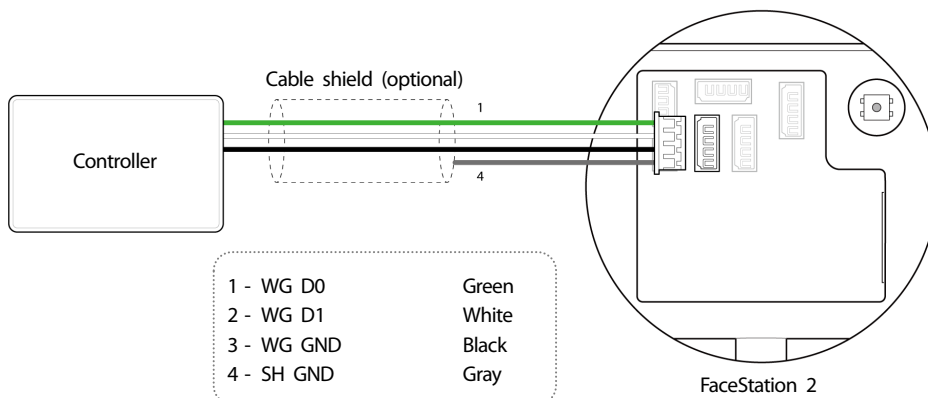 Cable shield (optional)
1
Controller
4
1 - WG D0 Green
2 - WG D1 White
3 - WG GND Black
4 - SH GND Gray
FaceStation 2